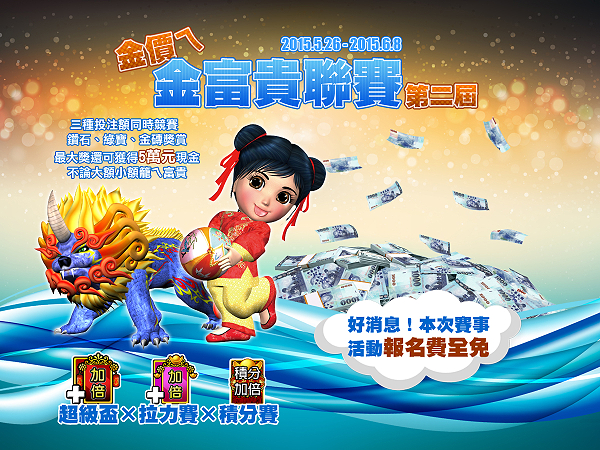 金價ㄟ
2015.5.26 - 2015.6.8
金富貴聯賽 第二屆
三種投注額同時競賽
鑽石、綠寶、金磚獎賞
最大獎還可獲得5萬元現金
不論大額小額龍ㄟ富貴
好消息！本次賽事
活動報名費全免
+加倍 +加倍 積分加倍
超級盃×拉力賽×積分賽